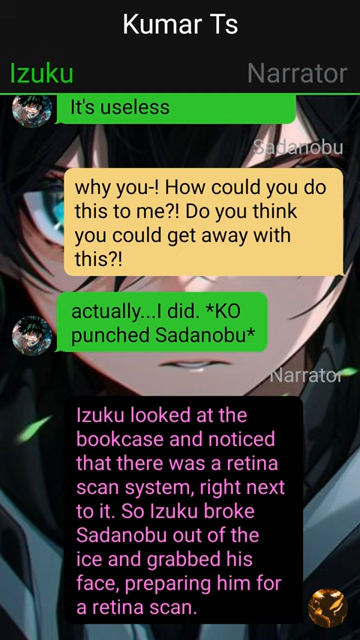 Kumar Ts
Izuku
Narrator
It's useless
Sadanobu
why you-! How could you do
this to me?! Do you think
you could get away with
this?!
actually...I did. *KO
punched Sadanobu*
Narrator
Izuku looked at the
bookcase and noticed
that there was a retina
scan system, right next
to it. So Izuku broke
Sadanobu out of the
ice and grabbed his
face, preparing him for
a retina scan.